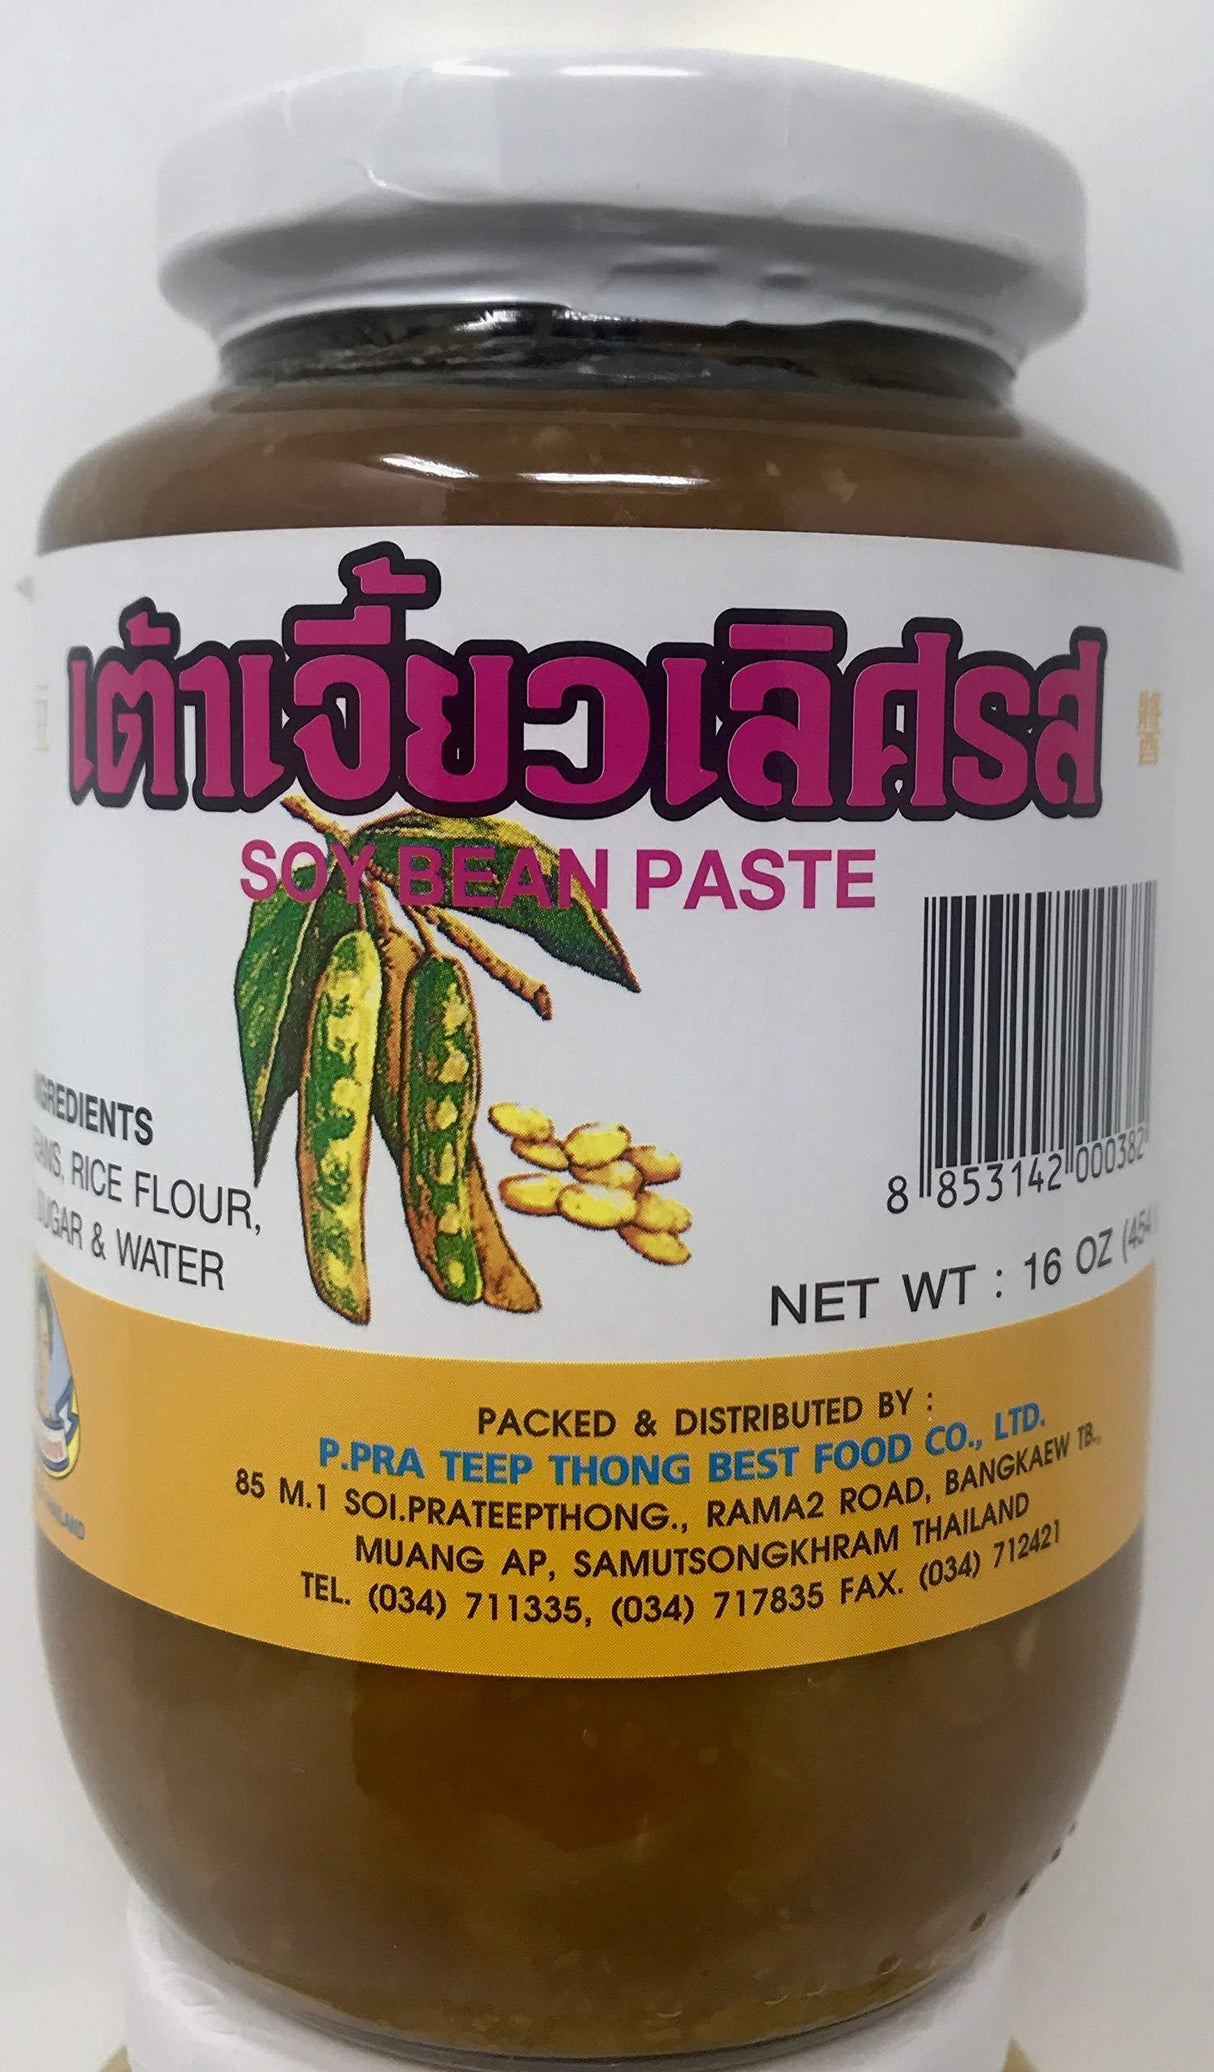 เต้าเจี้ยวเลิศรส
醬
SOY BEAN PASTE
INGREDIENTS
RICE FLOUR,
SUGAR & WATER
8 853142 000382
NET WT : 16 OZ (454
PACKED & DISTRIBUTED BY :
P.PRA TEEP THONG BEST FOOD CO., LTD.
85 M.1 SOI.PRATEEPTHONG., RAMA2 ROAD, BANGKAEW TB.,
MUANG AP, SAMUTSONGKHRAM THAILAND
TEL. (034) 711335, (034) 717835 FAX. (034) 712421